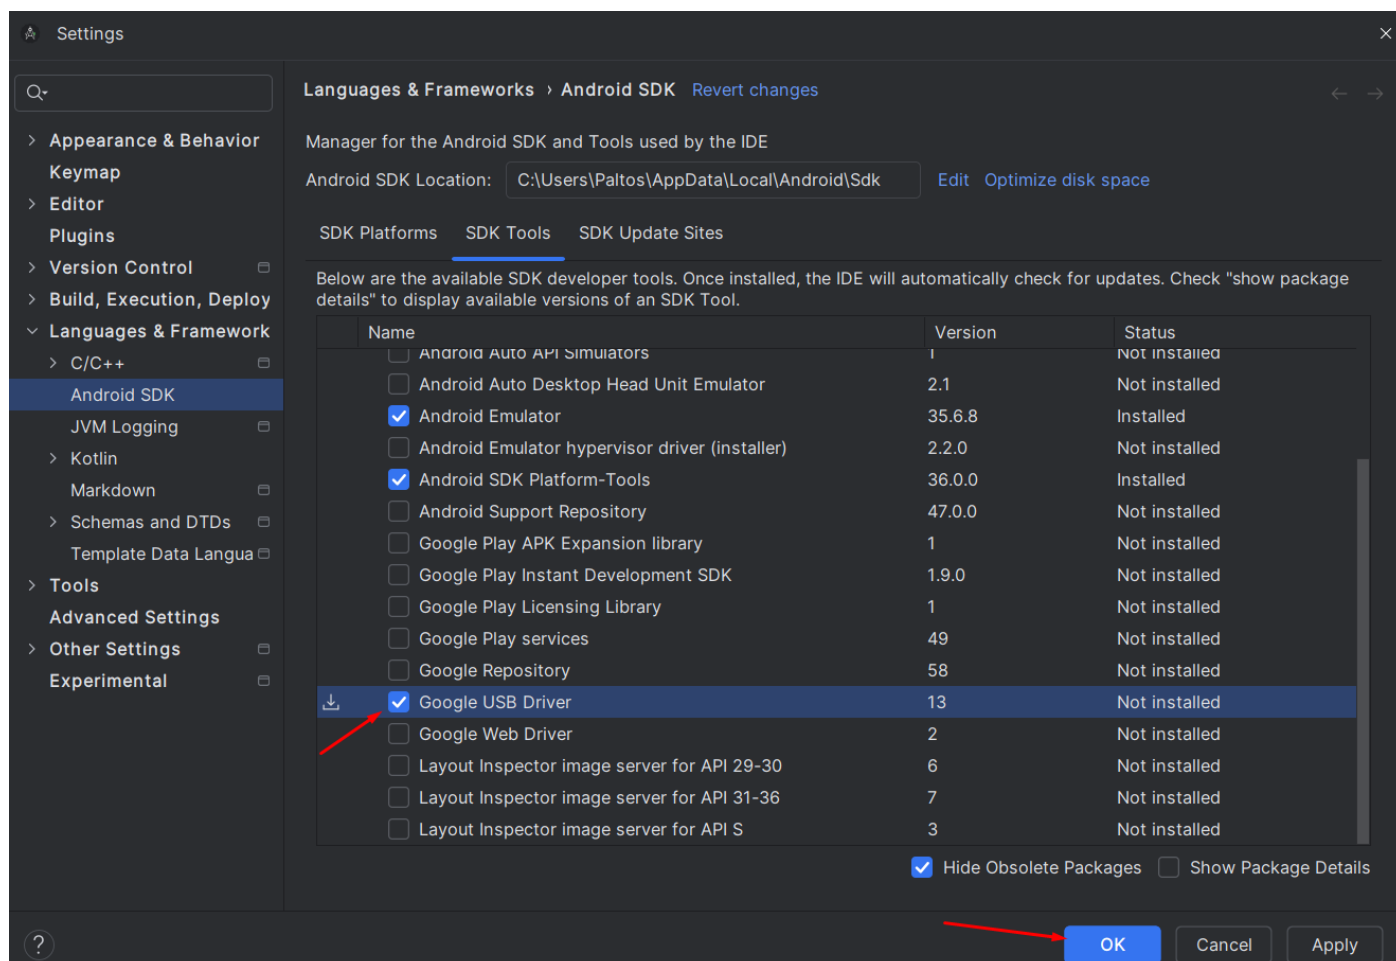 Settings
Languages & Frameworks › Android SDK Revert changes
Appearance & Behavior
Keymap
Editor
Plugins
Version Control
Build, Execution, Deploy
Languages & Framework
C/C++
Android SDK
JVM Logging
Kotlin
Markdown
Schemas and DTDs
Template Data Langua
Tools
Advanced Settings
Other Settings
Experimental
Manager for the Android SDK and Tools used by the IDE
Android SDK Location: C:\Users\Paltos\AppData\Local\Android\Sdk Edit Optimize disk space
SDK Platforms SDK Tools SDK Update Sites
Below are the available SDK developer tools. Once installed, the IDE will automatically check for updates. Check "show package
details" to display available versions of an SDK Tool.
Name Version Status
Android Auto API Simulators 1 Not installed
Android Auto Desktop Head Unit Emulator 2.1 Not installed
Android Emulator 35.6.8 Installed
Android Emulator hypervisor driver (installer) 2.2.0 Not installed
Android SDK Platform-Tools 36.0.0 Installed
Android Support Repository 47.0.0 Not installed
Google Play APK Expansion library 1 Not installed
Google Play Instant Development SDK 1.9.0 Not installed
Google Play Licensing Library 1 Not installed
Google Play services 49 Not installed
Google Repository 58 Not installed
Google USB Driver 13 Not installed
Google Web Driver 2 Not installed
Layout Inspector image server for API 29-30 6 Not installed
Layout Inspector image server for API 31-36 7 Not installed
Layout Inspector image server for API S 3 Not installed
Hide Obsolete Packages Show Package Details
? OK Cancel Apply